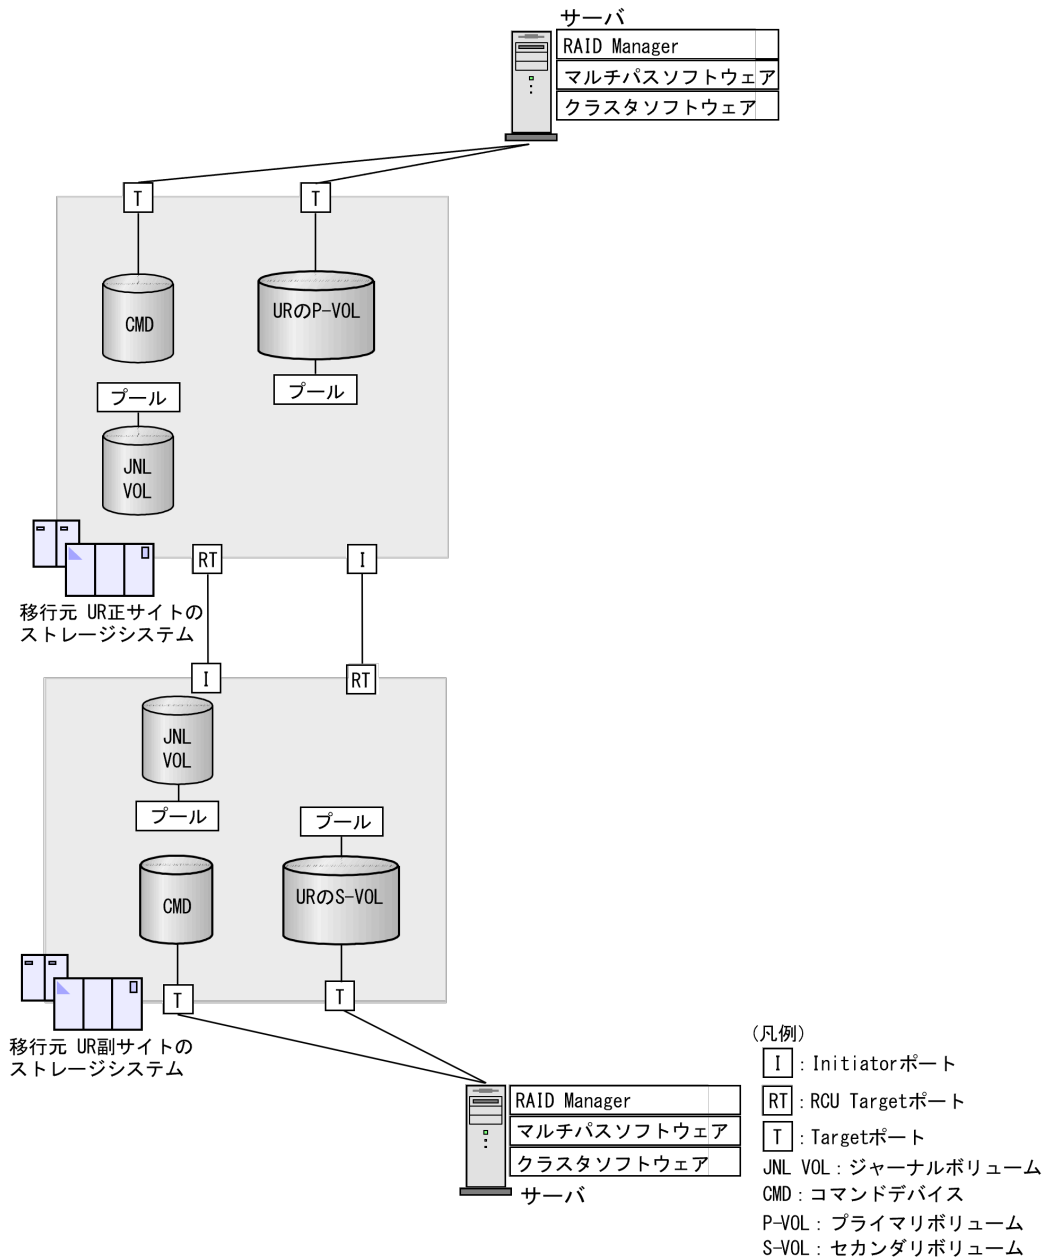 サーバ
RAID Manager
マルチパスソフトウェア
クラスタソフトウェア
T
T
CMD
URのP-VOL
プール
プール
JNL
VOL
RT
I
移行元 UR正サイトの
ストレージシステム
I
RT
JNL
VOL
プール
プール
CMD
URのS-VOL
T
T
移行元 UR副サイトの
ストレージシステム
RAID Manager
マルチパスソフトウェア
クラスタソフトウェア
サーバ
(凡例)
I : Initiatorポート
RT : RCU Targetポート
T : Targetポート
JNL VOL : ジャーナルボリューム
CMD : コマンドデバイス
P-VOL : プライマリボリューム
S-VOL : セカンダリボリューム